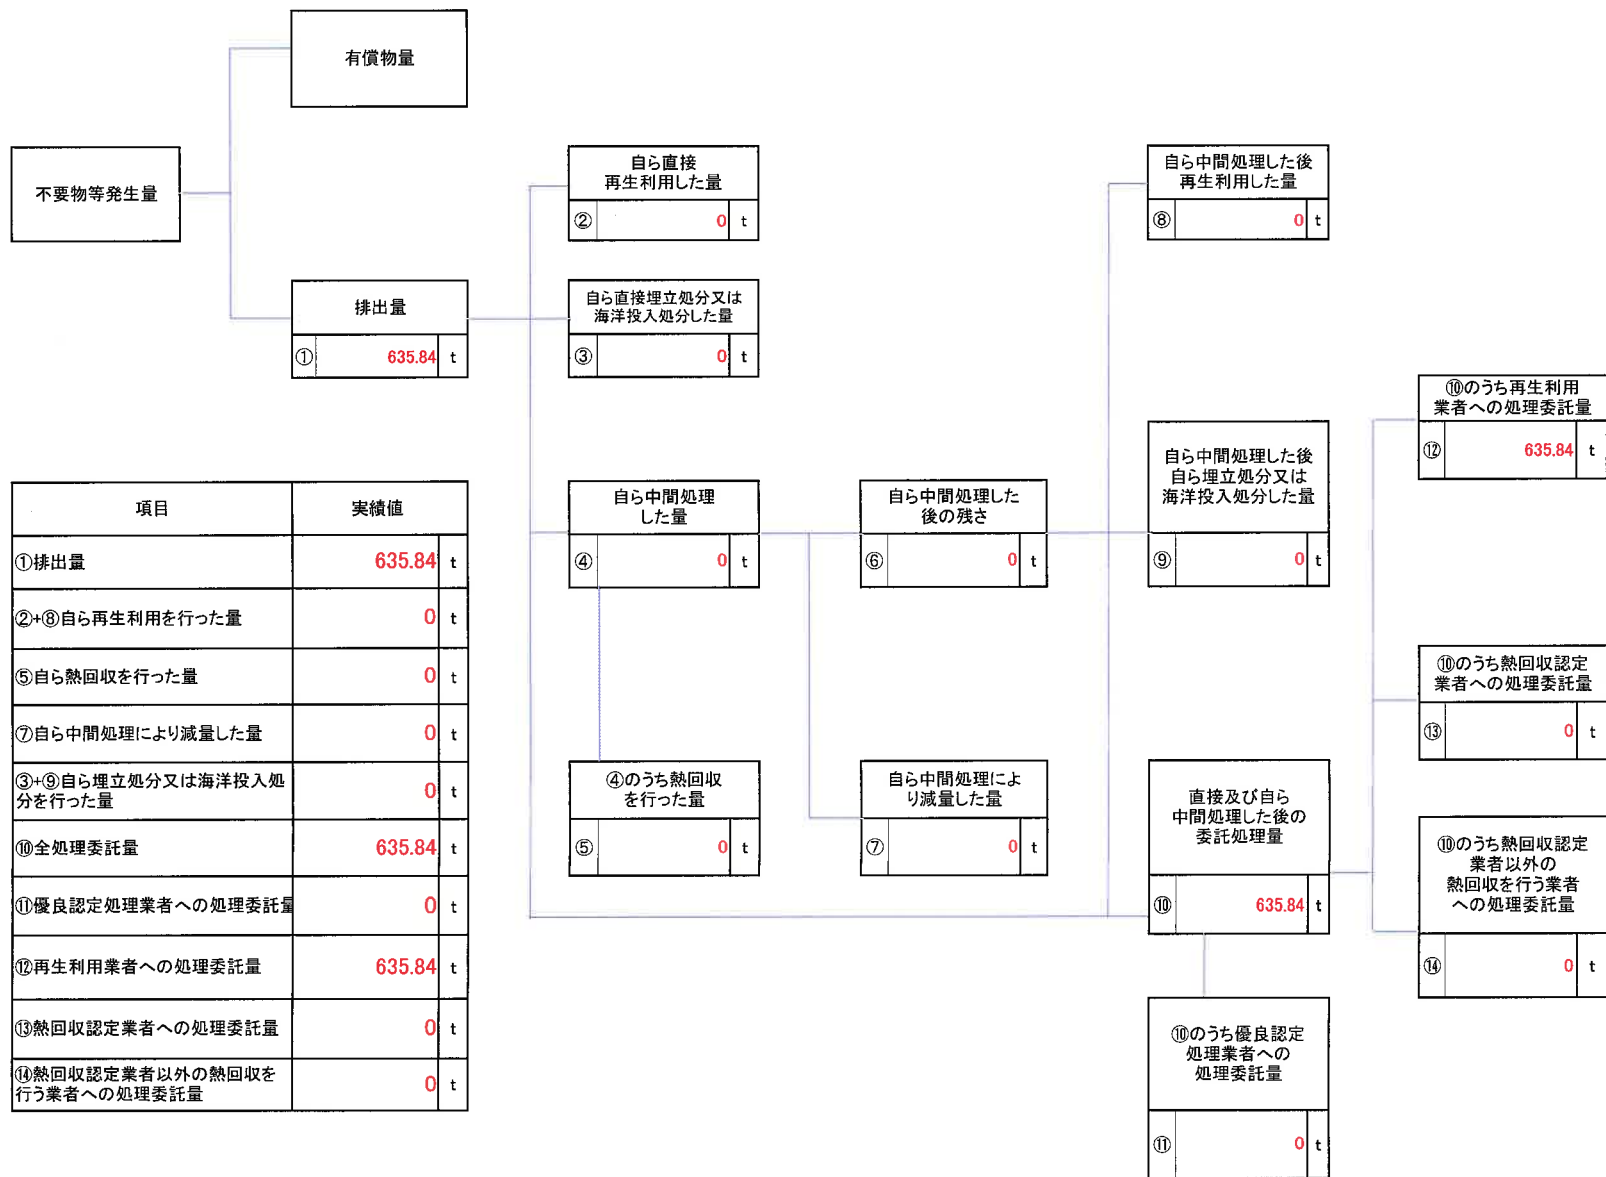 有償物量
不要物等発生量
排出量
① 635.84 t
自ら直接
再生利用した量
② 0 t
自ら直接埋立処分又は
海洋投入処分した量
③ 0 t
自ら中間処理
した量
④ 0 t
④のうち熱回収
を行った量
⑤ 0 t
自ら中間処理した
後の残さ
⑥ 0 t
自ら中間処理によ
り減量した量
⑦ 0 t
自ら中間処理した後
再生利用した量
⑧ 0 t
自ら中間処理した後
自ら埋立処分又は
海洋投入処分した量
⑨ 0 t
直接及び自ら
中間処理した後の
委託処理量
⑩ 635.84 t
⑩のうち優良認定
処理業者への
処理委託量
⑪ 0 t
⑩のうち再生利用
業者への処理委託量
⑫ 635.84 t
⑩のうち熱回収認定
業者への処理委託量
⑬ 0 t
⑩のうち熱回収認定
業者以外の
熱回収を行う業者
への処理委託量
⑭ 0 t
項目 実績値
①排出量 635.84 t
②+⑧自ら再生利用を行った量 0 t
⑤自ら熱回収を行った量 0 t
⑦自ら中間処理により減量した量 0 t
③+⑨自ら埋立処分又は海洋投入処
分を行った量 0 t
⑩全処理委託量 635.84 t
⑪優良認定処理業者への処理委託量 0 t
⑫再生利用業者への処理委託量 635.84 t
⑬熱回収認定業者への処理委託量 0 t
⑭熱回収認定業者以外の熱回収を
行う業者への処理委託量 0 t